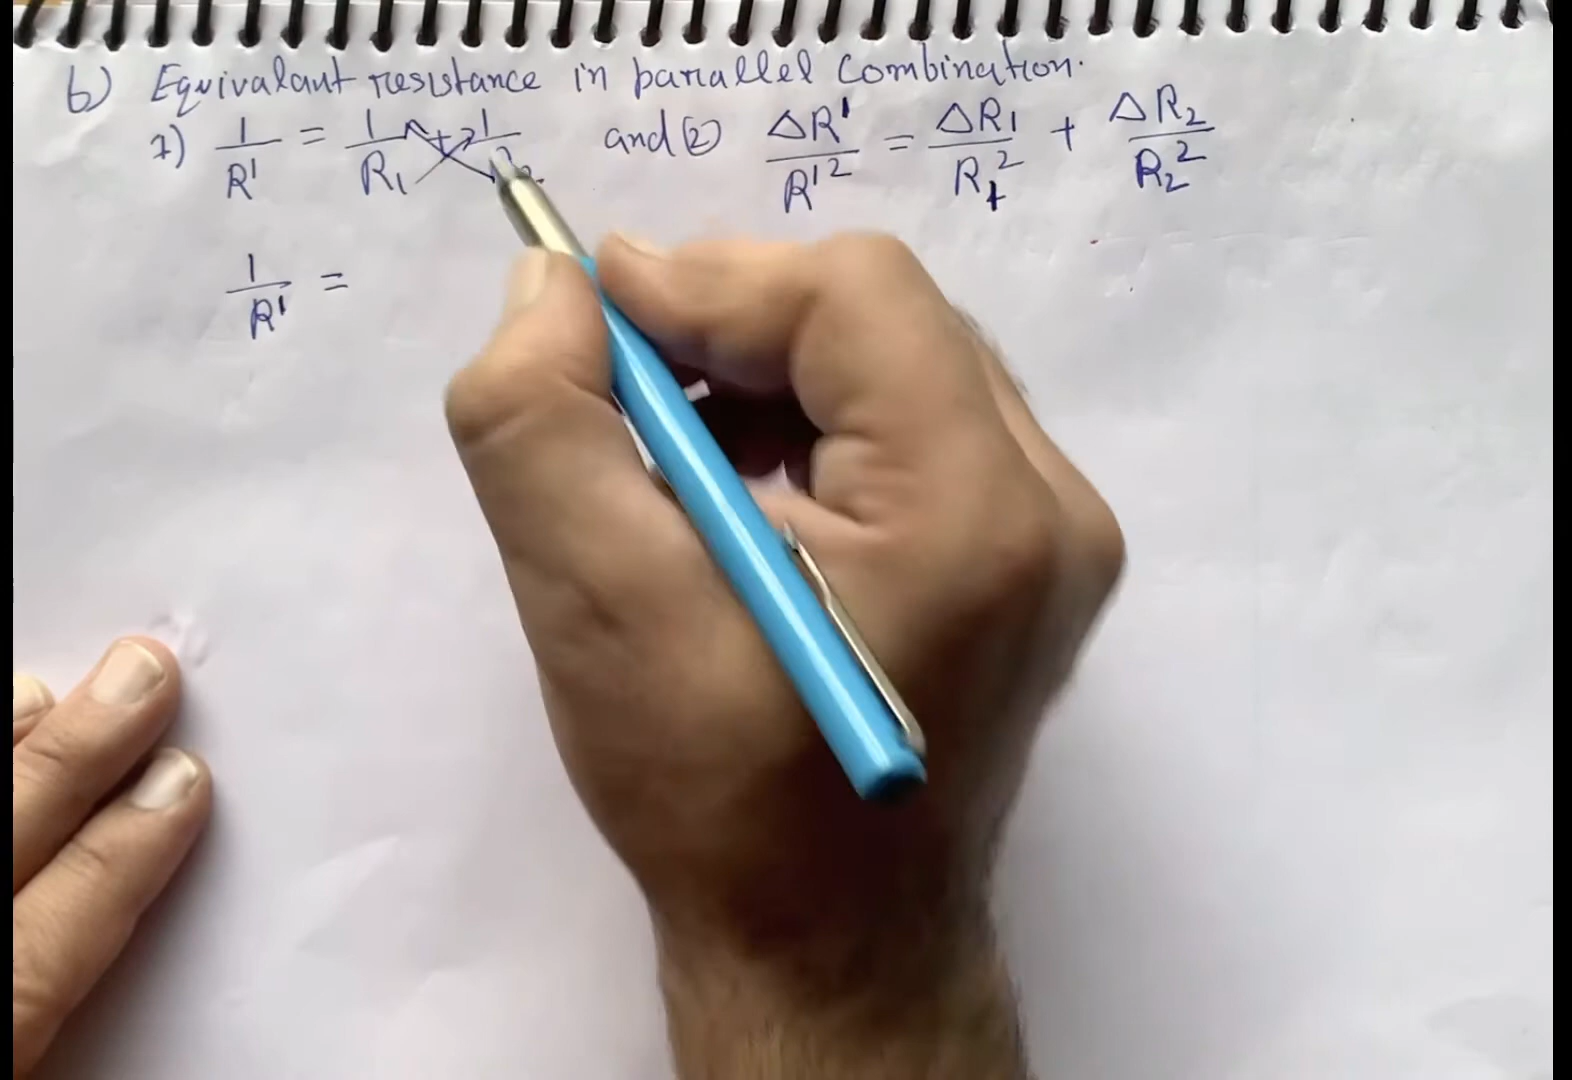 b) Equivalant resistance in parallel Combination.
1) 1/R' = 1/R₁ + 1/R₂ and (2) ΔR'/R'² = ΔR₁/R₁² + ΔR₂/R₂²
1/R' =